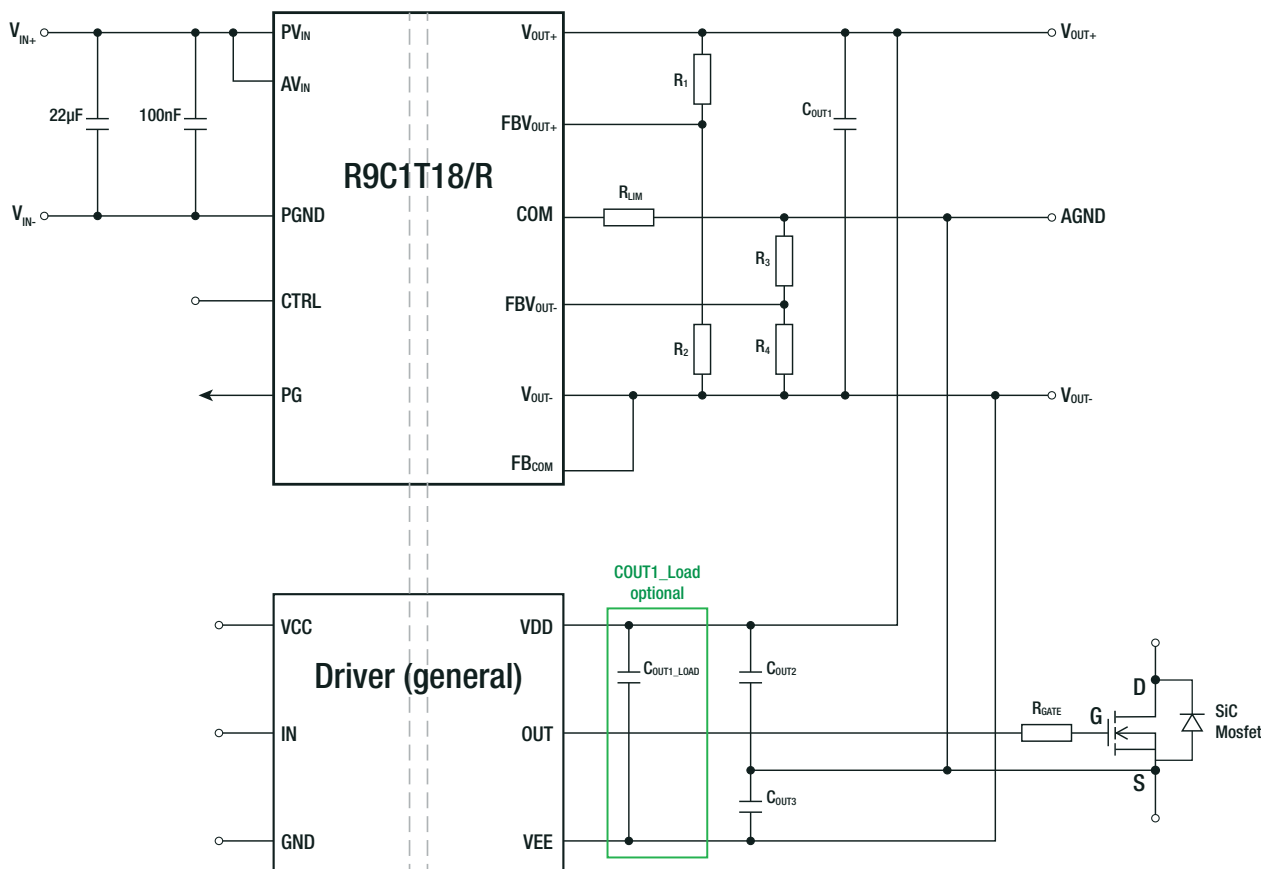 VIN+
PVIN
VOUT+
VOUT+
AVIN
R1
22µF
100nF
COUT1
FBVOUT+
R9C1T18/R
RLIM
VIN-
PGND
COM
AGND
R3
CTRL
FBVOUT-
R2
R4
PG
VOUT-
VOUT-
FBCOM
COUT1_Load
optional
VCC
VDD
Driver (general)
COUT1_LOAD
COUT2
D
RGATE
G
SiC
Mosfet
IN
OUT
S
COUT3
GND
VEE